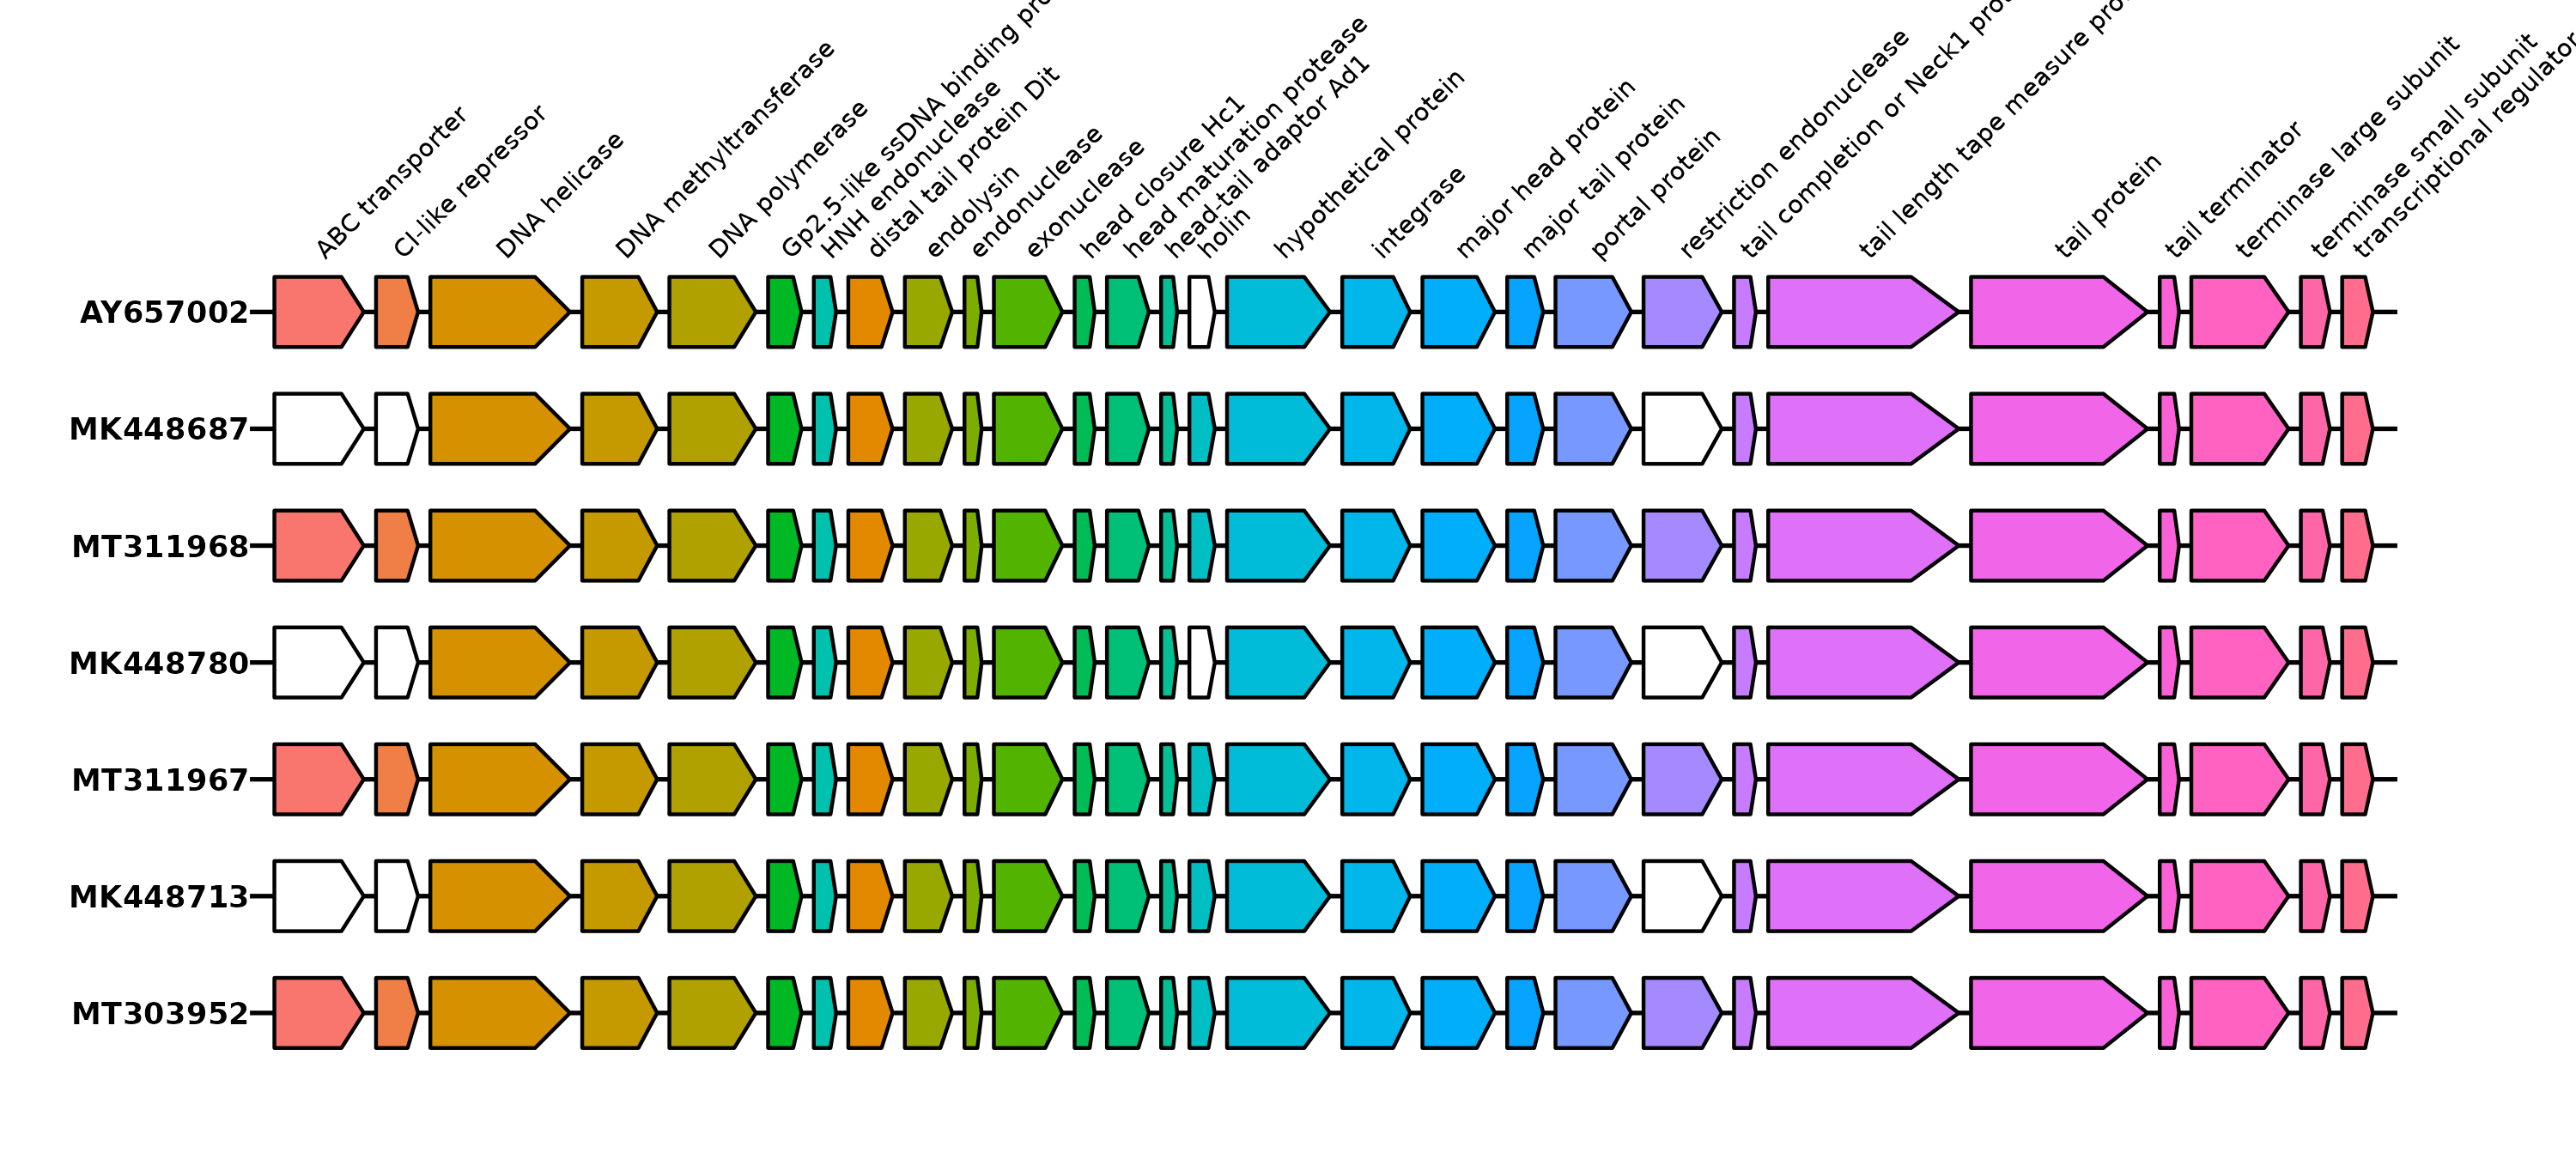 ABC transporter
CI-like repressor
DNA helicase
DNA methyltransferase
DNA polymerase
Gp2.5-like ssDNA binding
HNH endonuclease
distal tail protein Dit
endolysin
endonuclease
exonuclease
head closure Hc1
head maturation protease
head-tail adaptor Ad1
holin
hypothetical protein
integrase
major head protein
major tail protein
portal protein
restriction endonuclease
tail completion or Neck1
tail length tape measure
tail protein
tail terminator
terminase large subunit
terminase small subunit
transcriptional regulator
AY657002
MK448687
MT311968
MK448780
MT311967
MK448713
MT303952